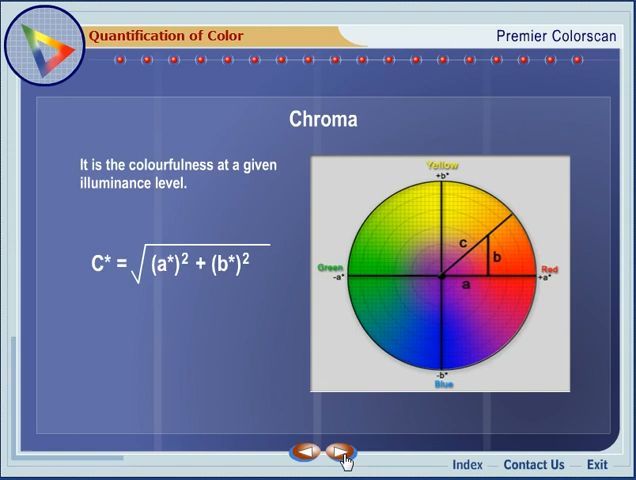 Quantification of Color
Premier Colorscan
Chroma
It is the colourfulness at a given
illuminance level.
C* = √(a*)² + (b*)²
Yellow
+b*
c
b
Green
-a*
a
Red
+a*
-b*
Blue
Index
Contact Us
Exit